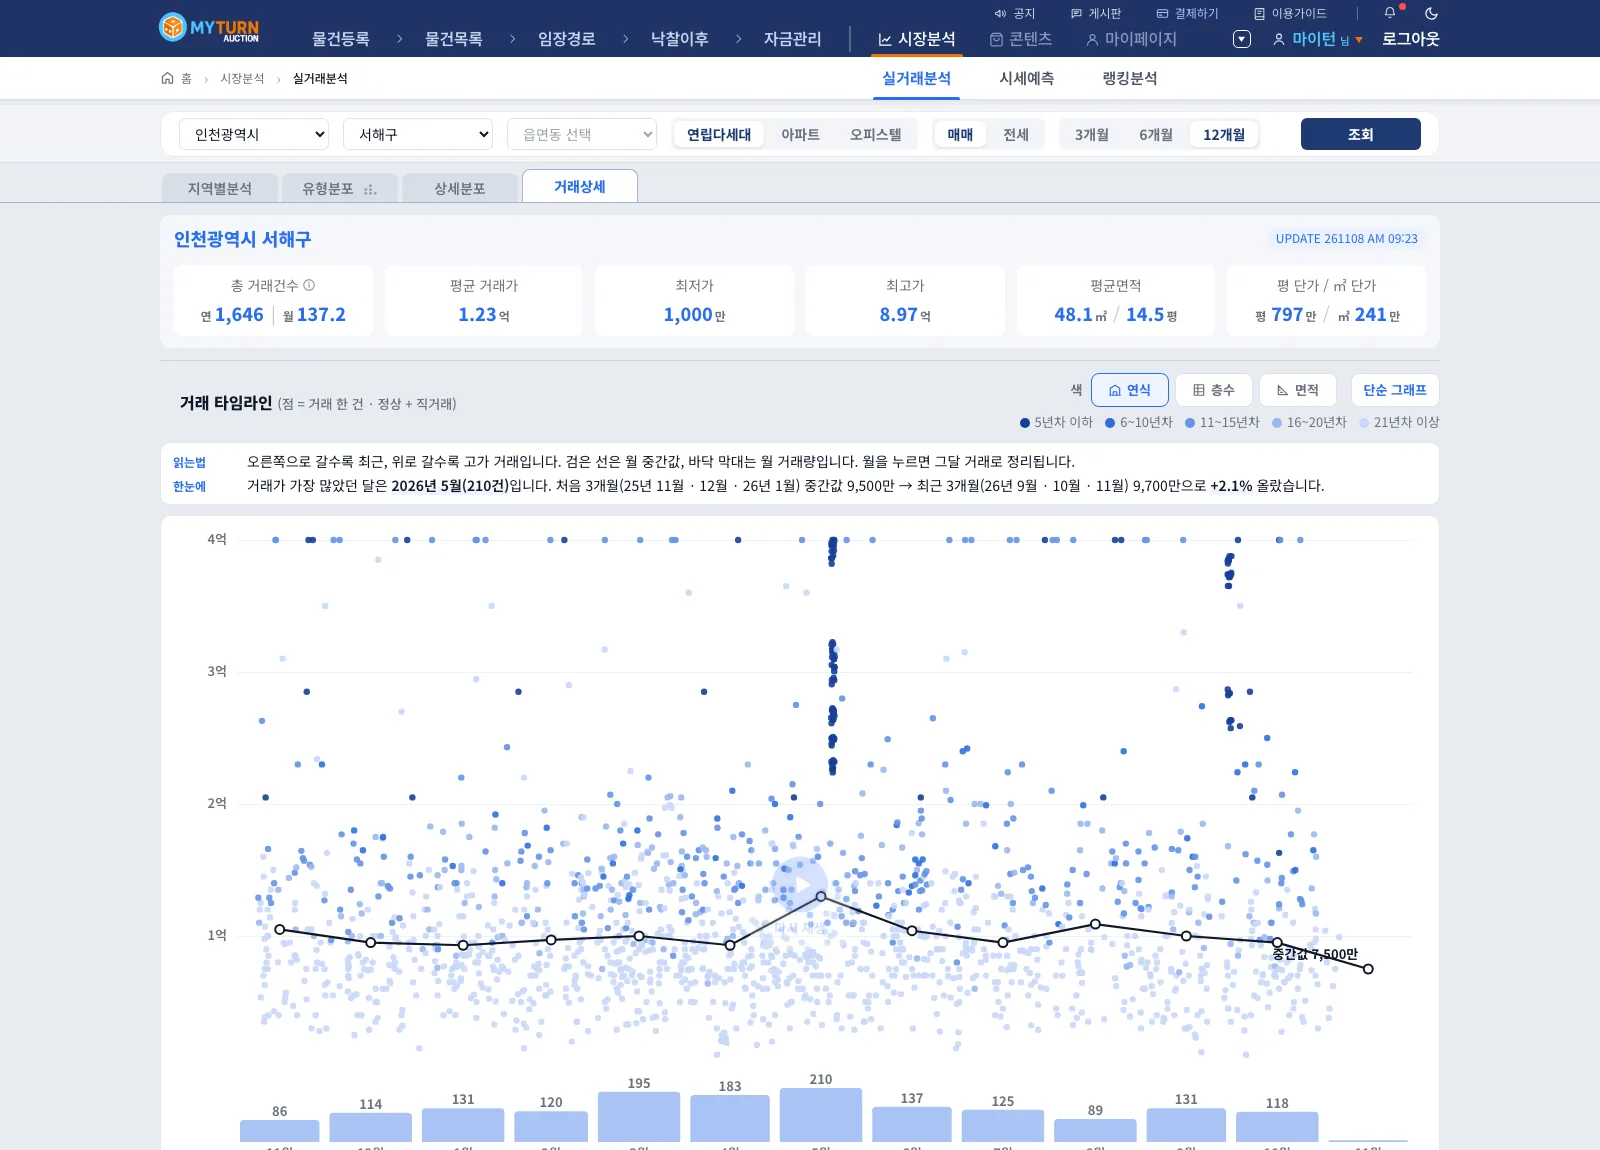 공지 게시판 결제하기 이용가이드
MYTURN AUCTION
물건등록 물건목록 임장경로 낙찰이후 자금관리 시장분석 콘텐츠 마이페이지 마이턴 님 로그아웃
홈 시장분석 실거래분석
실거래분석 시세예측 랭킹분석
인천광역시 서해구 읍면동 선택 연립다세대 아파트 오피스텔 매매 전세 3개월 6개월 12개월 조회
지역별분석 유형분포 상세분포 거래상세
인천광역시 서해구
UPDATE 261108 AM 09:23
총 거래건수 평균 거래가 최저가 최고가 평균면적 평 단가 / ㎡ 단가
연 1,646 월 137.2 1.23 억 1,000 만 8.97 억 48.1 ㎡ / 14.5 평 평 797 만 / ㎡ 241 만
거래 타임라인 (점 = 거래 한 건 · 정상 + 직거래)
색 연식 층수 면적 단순 그래프
5년차 이하 6~10년차 11~15년차 16~20년차 21년차 이상
읽는법 오른쪽으로 갈수록 최근, 위로 갈수록 고가 거래입니다. 검은 선은 월 중간값, 바닥 막대는 월 거래량입니다. 월을 누르면 그달 거래로 정리됩니다.
한눈에 거래가 가장 많았던 달은 2026년 5월(210건)입니다. 처음 3개월(25년 11월 · 12월 · 26년 1월) 중간값 9,500만 → 최근 3개월(26년 9월 · 10월 · 11월) 9,700만으로 +2.1% 올랐습니다.
4억
3억
2억
1억
중간값 7,500만
86 114 131 120 195 183 210 137 125 89 131 118